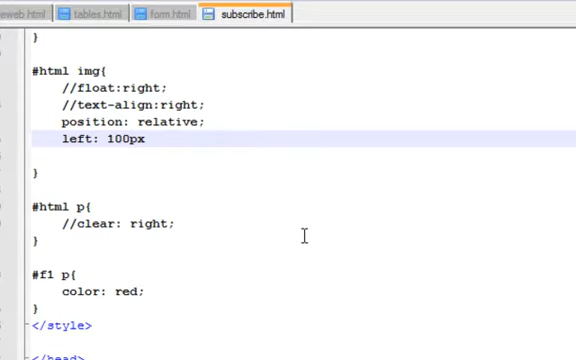 eweb html tables.html form.html subscribe.html
}
#html img{
//float:right;
//text-align:right;
position: relative;
left: 100px
}
#html p{
//clear: right;
}
#f1 p{
color: red;
}
</style>
</head>